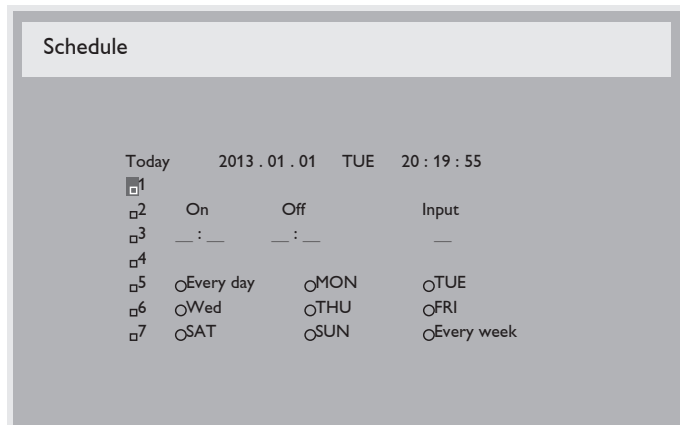 Schedule
Today 2013 . 01 . 01 TUE 20 : 19 : 55
1
2 On Off Input
3 __ : __ __ : __ __
4
5 Every day MON TUE
6 Wed THU FRI
7 SAT SUN Every week